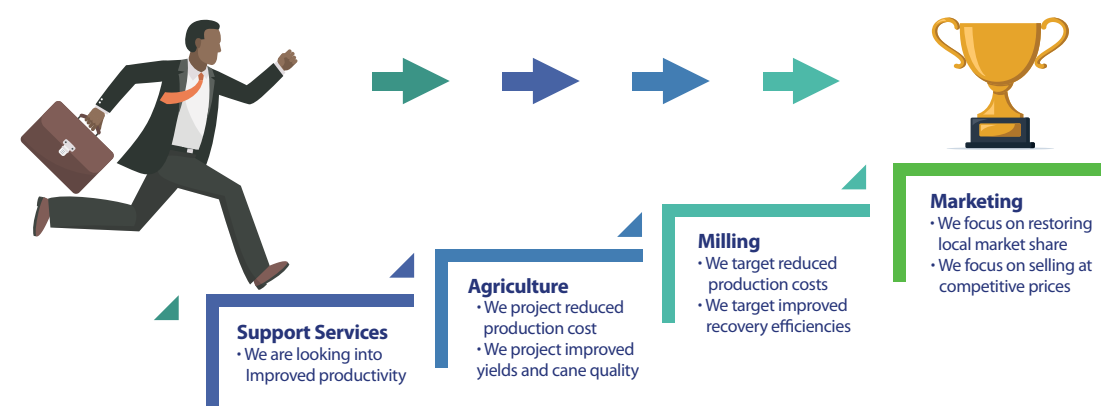 Support Services
• We are looking into
Improved productivity
Agriculture
• We project reduced
production cost
• We project improved
yields and cane quality
Milling
• We target reduced
production costs
• We target improved
recovery efficiencies
Marketing
• We focus on restoring
local market share
• We focus on selling at
competitive prices